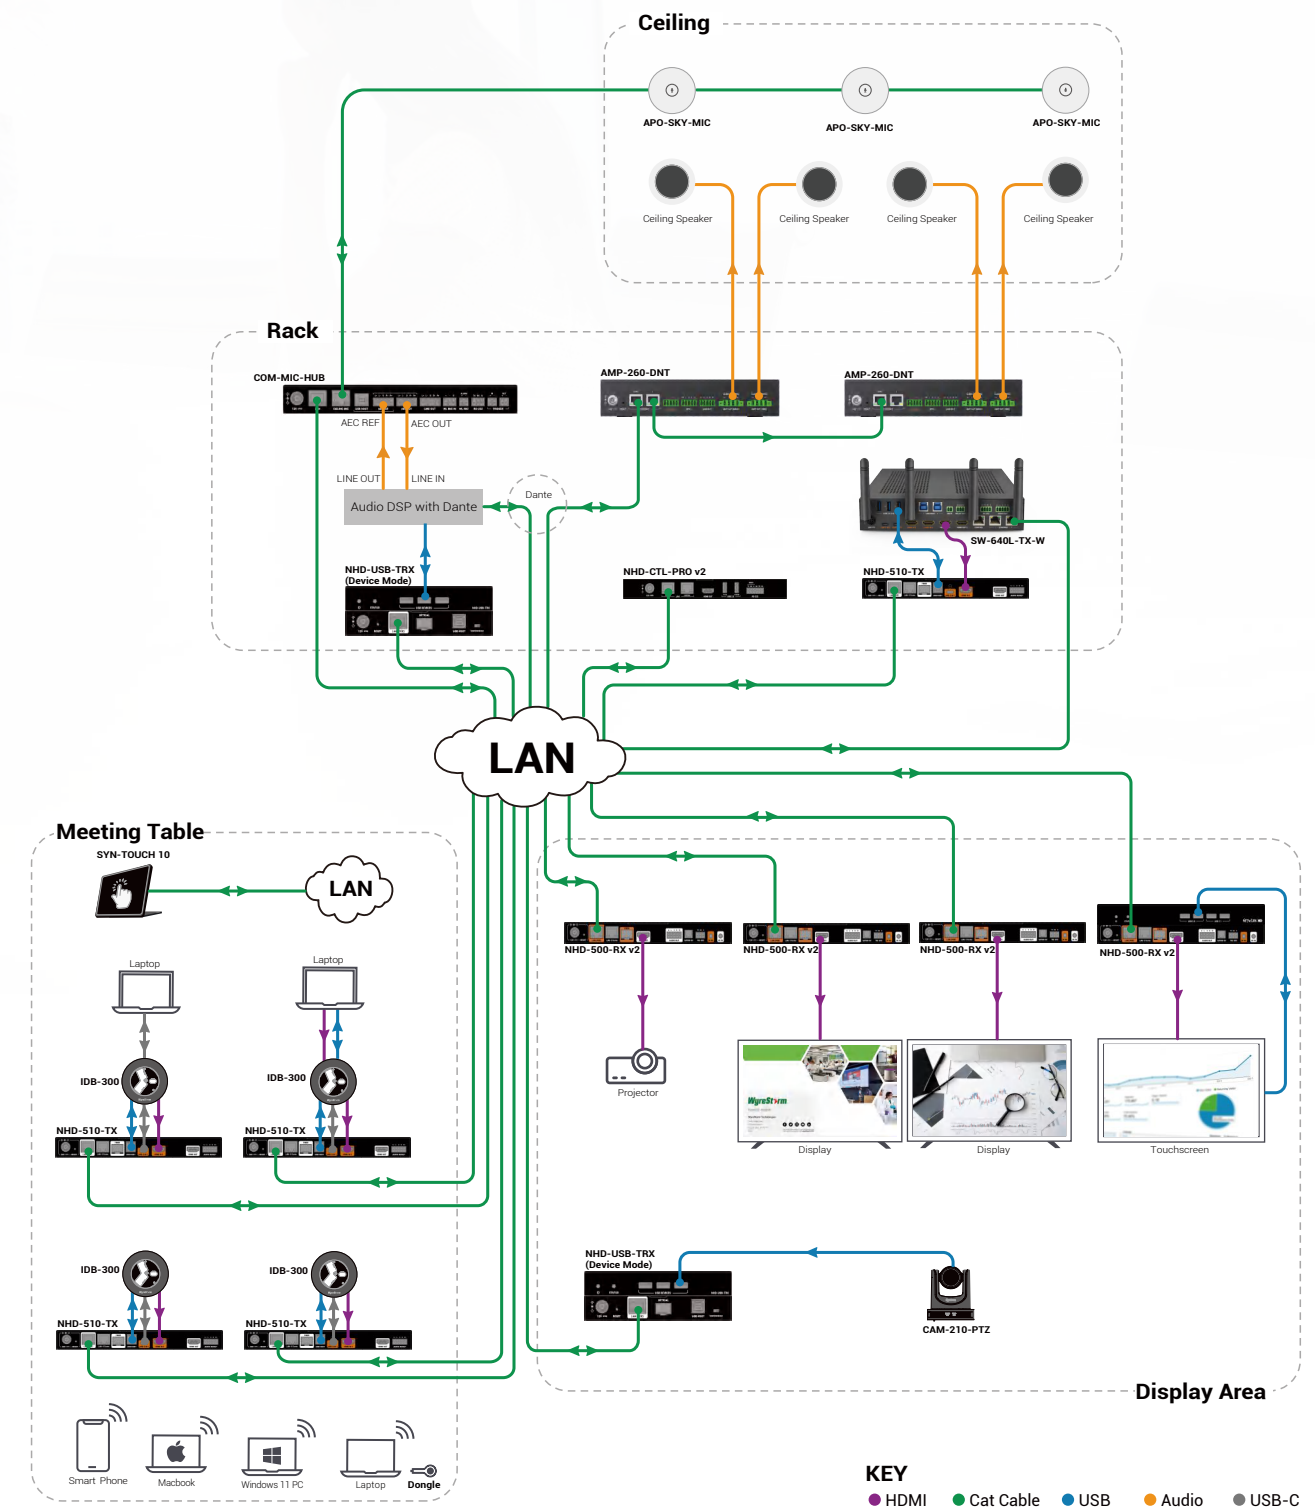 Ceiling
APO-SKY-MIC
APO-SKY-MIC
APO-SKY-MIC
Ceiling Speaker
Ceiling Speaker
Ceiling Speaker
Ceiling Speaker
Rack
COM-MIC-HUB
AMP-260-DNT
AMP-260-DNT
AEC REF
AEC OUT
LINE OUT
LINE IN
Audio DSP with Dante
Dante
SW-640L-TX-W
NHD-USB-TRX
(Device Mode)
NHD-CTL-PRO v2
NHD-510-TX
LAN
Meeting Table
SYN-TOUCH 10
LAN
Laptop
Laptop
IDB-300
IDB-300
NHD-510-TX
NHD-510-TX
IDB-300
IDB-300
NHD-510-TX
NHD-510-TX
Smart Phone
Macbook
Windows 11 PC
Laptop
Dongle
NHD-500-RX v2
NHD-500-RX v2
NHD-500-RX v2
NHD-500-RX v2
Projector
WyreStorm
Display
Display
Touchscreen
NHD-USB-TRX
(Device Mode)
CAM-210-PTZ
Display Area
KEY
HDMI
Cat Cable
USB
Audio
USB-C